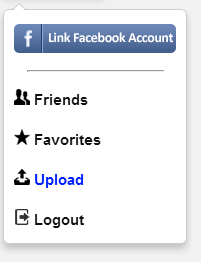 f Link Facebook Account
Friends
Favorites
Upload
Logout